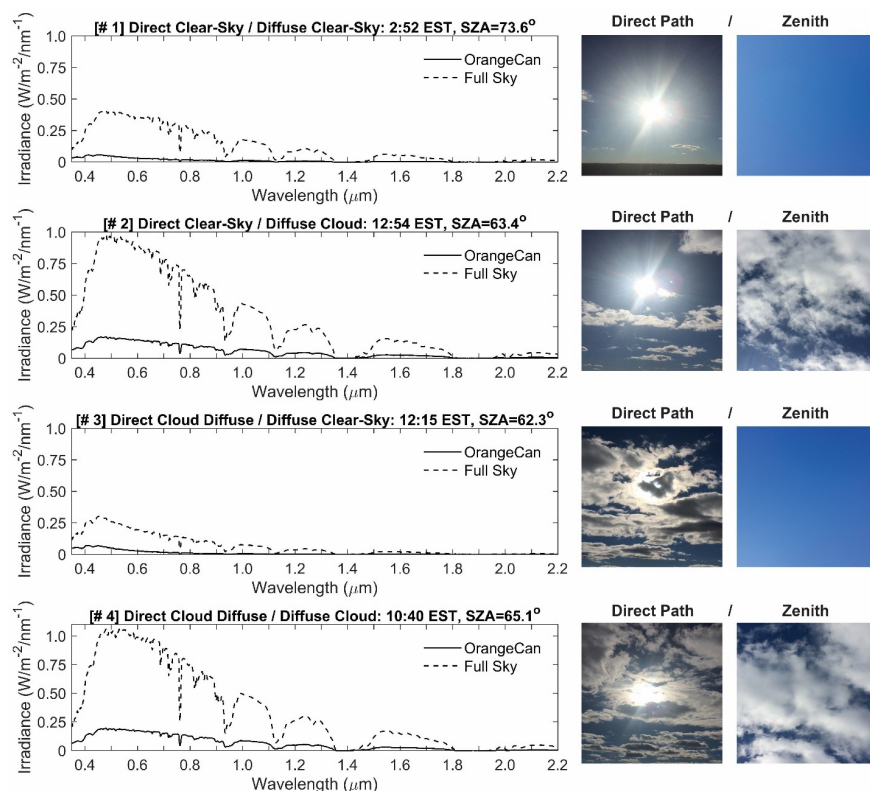 [# 1] Direct Clear-Sky / Diffuse Clear-Sky: 2:52 EST, SZA=73.6°
Direct Path / Zenith
Irradiance (W/m⁻²/nm⁻¹)
1.0
0.75
0.50
0.25
0
OrangeCan
Full Sky
0.4 0.6 0.8 1.0 1.2 1.4 1.6 1.8 2.0 2.2
Wavelength (μm)
[# 2] Direct Clear-Sky / Diffuse Cloud: 12:54 EST, SZA=63.4°
Direct Path / Zenith
Irradiance (W/m⁻²/nm⁻¹)
1.0
0.75
0.50
0.25
0
OrangeCan
Full Sky
0.4 0.6 0.8 1.0 1.2 1.4 1.6 1.8 2.0 2.2
Wavelength (μm)
[# 3] Direct Cloud Diffuse / Diffuse Clear-Sky: 12:15 EST, SZA=62.3°
Direct Path / Zenith
Irradiance (W/m⁻²/nm⁻¹)
1.0
0.75
0.50
0.25
0
OrangeCan
Full Sky
0.4 0.6 0.8 1.0 1.2 1.4 1.6 1.8 2.0 2.2
Wavelength (μm)
[# 4] Direct Cloud Diffuse / Diffuse Cloud: 10:40 EST, SZA=65.1°
Direct Path / Zenith
Irradiance (W/m⁻²/nm⁻¹)
1.0
0.75
0.50
0.25
0
OrangeCan
Full Sky
0.4 0.6 0.8 1.0 1.2 1.4 1.6 1.8 2.0 2.2
Wavelength (μm)